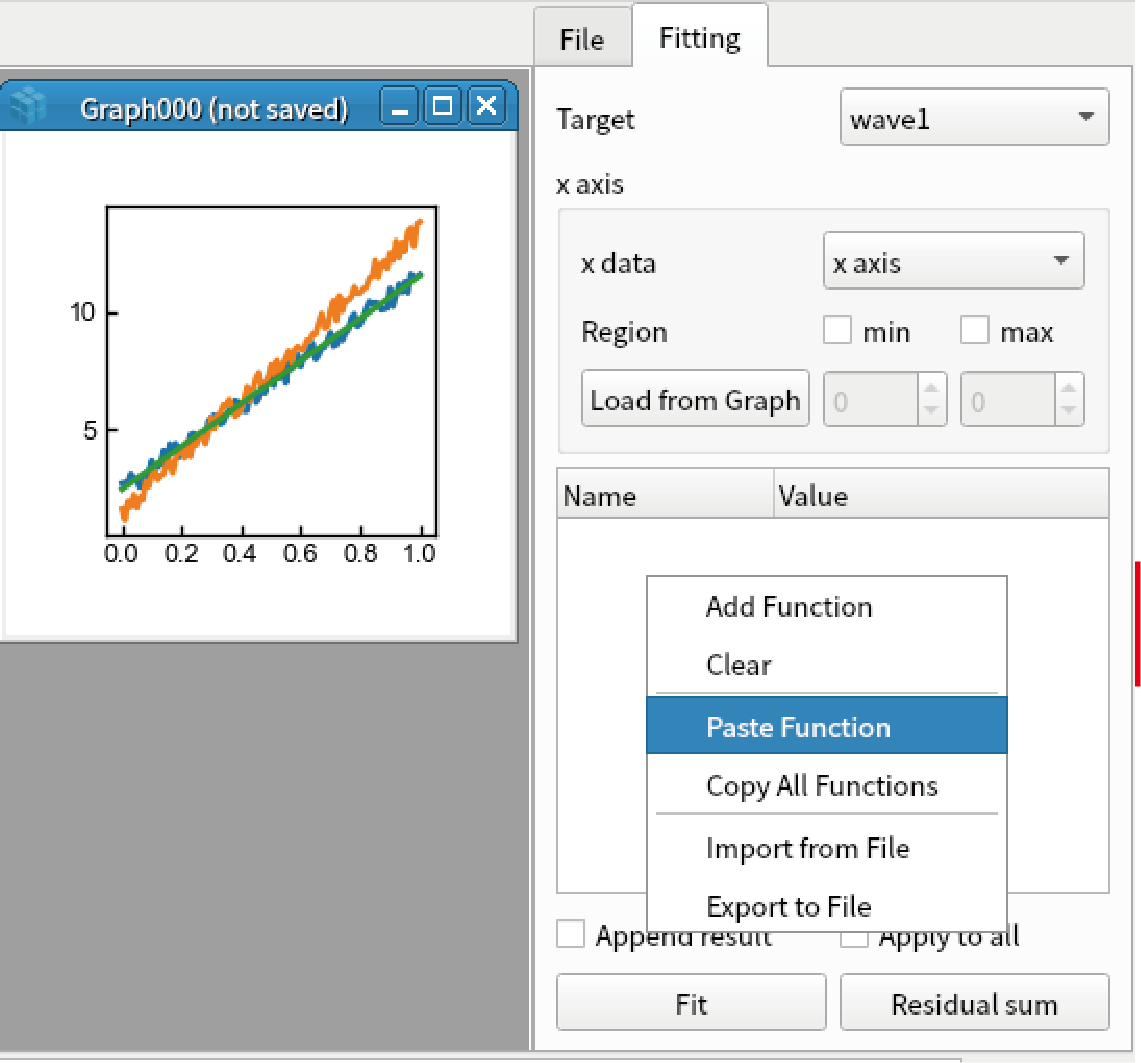 File
Fitting
Graph000 (not saved)
Target
wave1
x axis
x data
x axis
Region
min
max
Load from Graph
0
0
10
5
0.0
0.2
0.4
0.6
0.8
1.0
Name
Value
Add Function
Clear
Paste Function
Copy All Functions
Import from File
Export to File
Append result
Apply to all
Fit
Residual sum